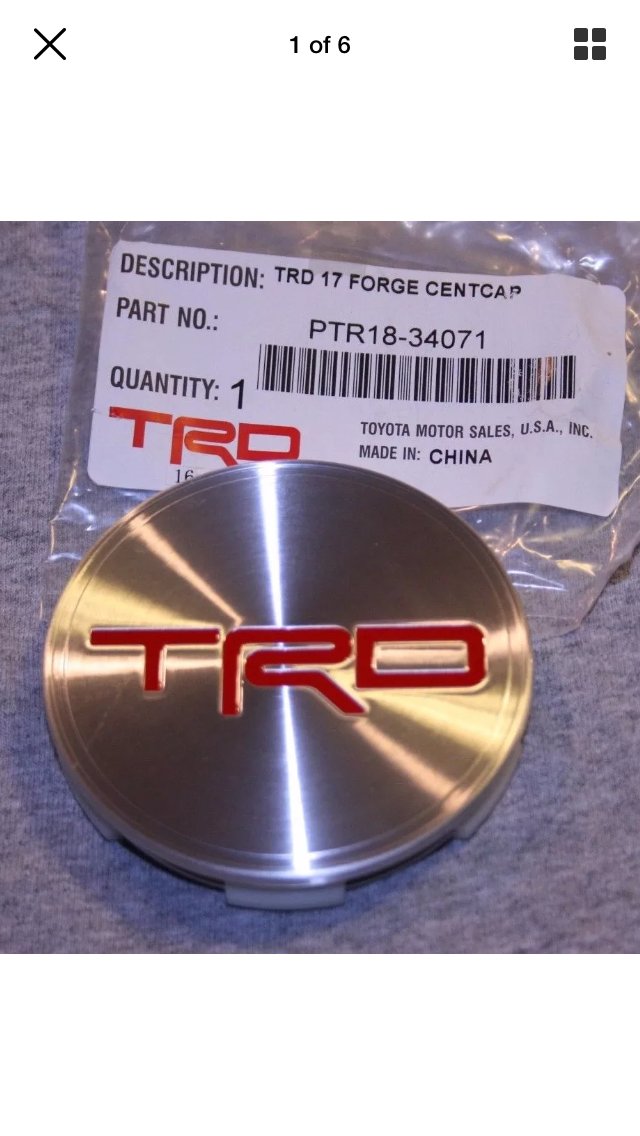 1 of 6
DESCRIPTION: TRD 17 FORGE CENTCAP
PART NO.: PTR18-34071
QUANTITY: 1
TRD
TOYOTA MOTOR SALES, U.S.A., INC.
MADE IN: CHINA
16
TRD